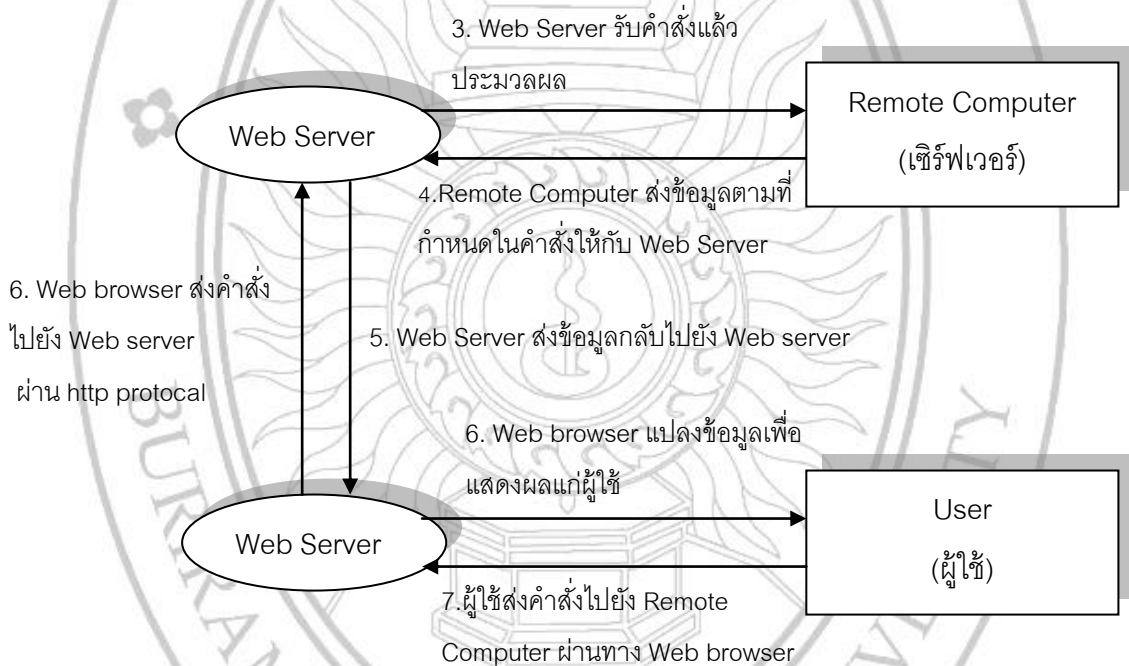 3. Web Server รับคำสั่งแล้ว
ประมวลผล
Web Server
Remote Computer
(เซิร์ฟเวอร์)
4.Remote Computer ส่งข้อมูลตามที่
กำหนดในคำสั่งให้กับ Web Server
6. Web browser ส่งคำสั่ง
ไปยัง Web server
ผ่าน http protocal
5. Web Server ส่งข้อมูลกลับไปยัง Web server
6. Web browser แปลงข้อมูลเพื่อ
แสดงผลแก่ผู้ใช้
Web Server
User
(ผู้ใช้)
7.ผู้ใช้ส่งคำสั่งไปยัง Remote
Computer ผ่านทาง Web browser